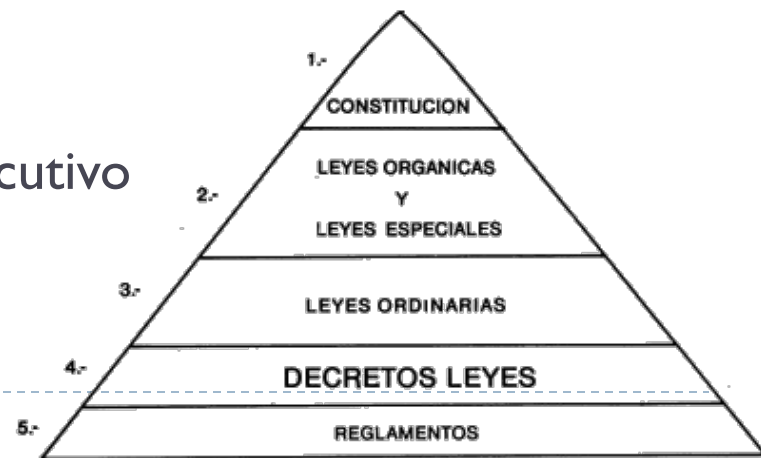 1.-
CONSTITUCION
cutivo
2.-
LEYES ORGANICAS
Y
LEYES ESPECIALES
3.-
LEYES ORDINARIAS
4.-
DECRETOS LEYES
5.-
REGLAMENTOS